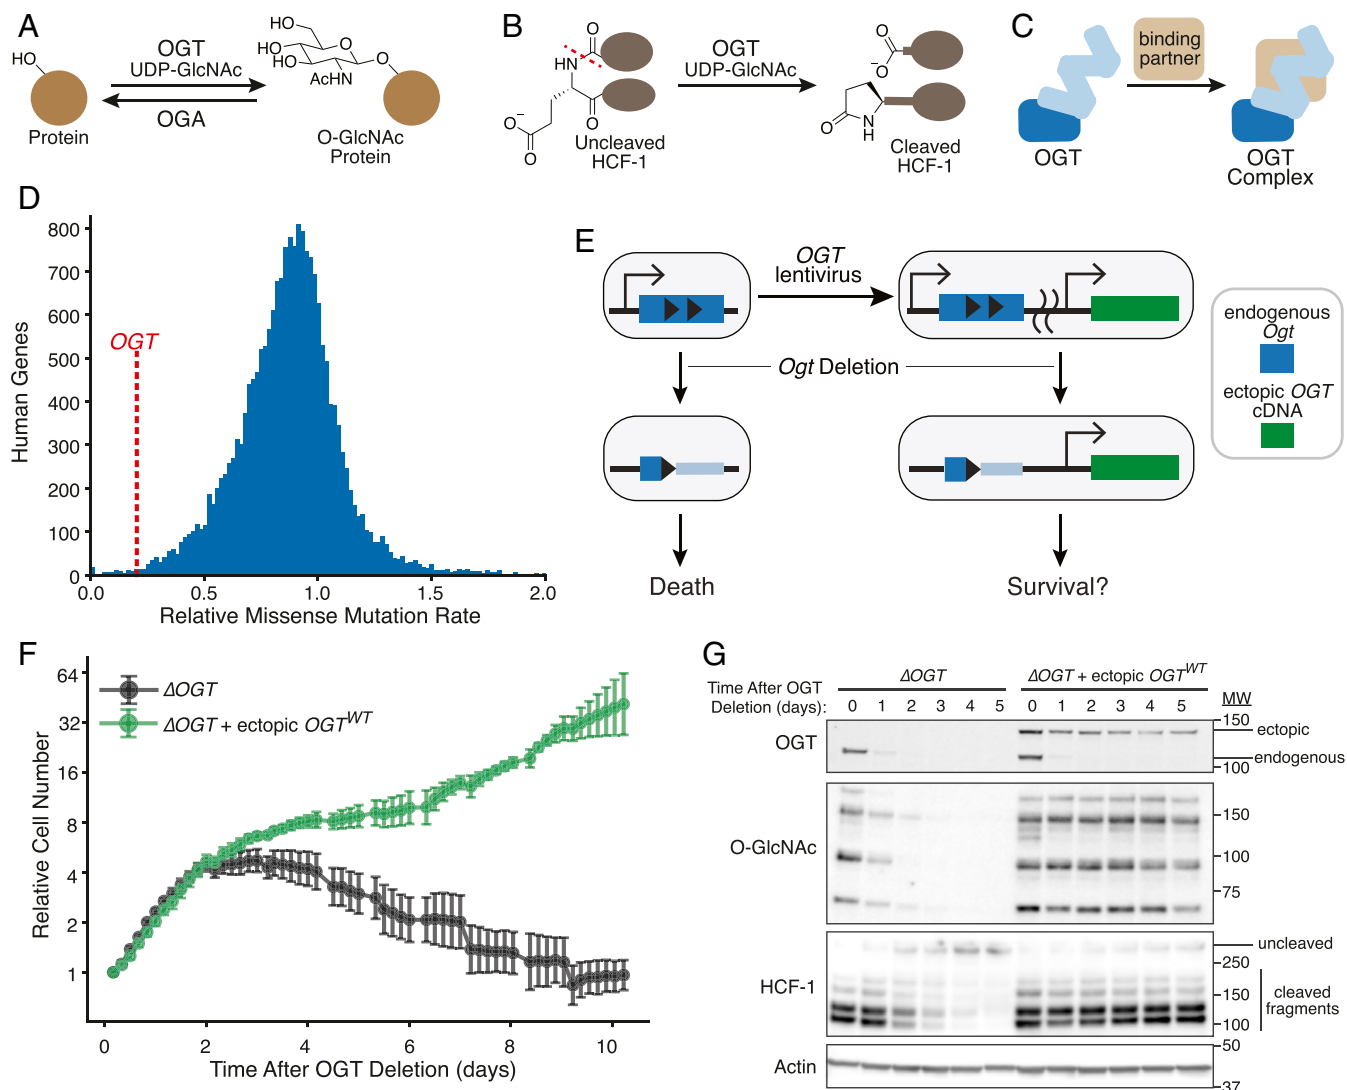 A
HO
Protein
OGT
UDP-GlcNAc
OGA
HO
HO
HO
OH
O
AcHN
O
O
O-GlcNAc
Protein
B
O
HN
O
O⁻
O
Uncleaved
HCF-1
OGT
UDP-GlcNAc
O
O
⁻
O
N
H
Cleaved
HCF-1
C
OGT
binding
partner
OGT
Complex
D
Human Genes
800
700
600
500
400
300
200
100
0
OGT
0.0
0.5
1.0
1.5
2.0
Relative Missense Mutation Rate
E
OGT
lentivirus
Ogt Deletion
Death
Survival?
endogenous
Ogt
ectopic OGT
cDNA
F
Relative Cell Number
64
32
16
8
4
2
1
ΔOGT
ΔOGT + ectopic OGT^WT
0
2
4
6
8
10
Time After OGT Deletion (days)
G
Time After OGT
Deletion (days):
ΔOGT
0 1 2 3 4 5
ΔOGT + ectopic OGT^WT
0 1 2 3 4 5
MW
OGT
150
ectopic
endogenous
100
O-GlcNAc
150
100
75
HCF-1
uncleaved
250
150
cleaved
fragments
100
Actin
50
37